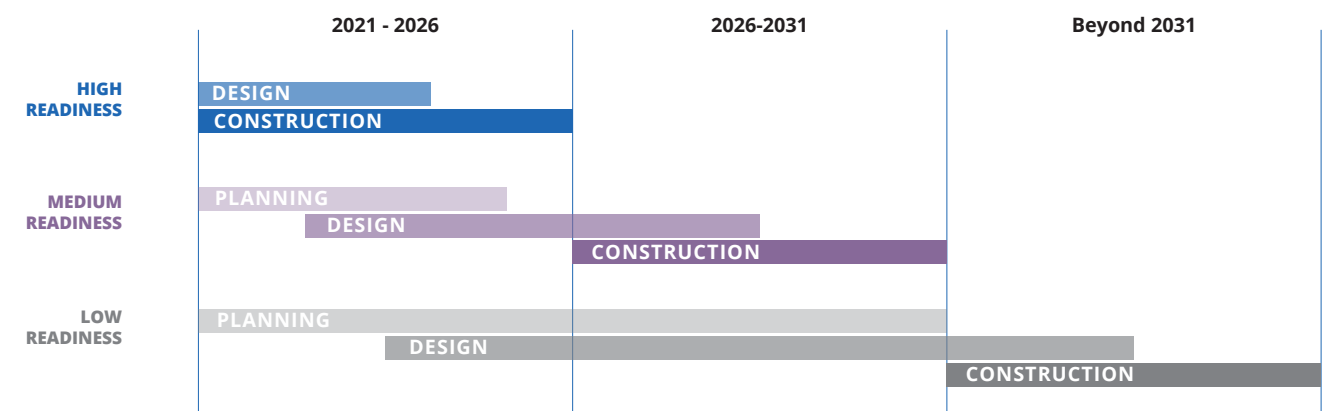 2021 - 2026
2026-2031
Beyond 2031
HIGH
READINESS
DESIGN
CONSTRUCTION
MEDIUM
READINESS
PLANNING
DESIGN
CONSTRUCTION
LOW
READINESS
PLANNING
DESIGN
CONSTRUCTION